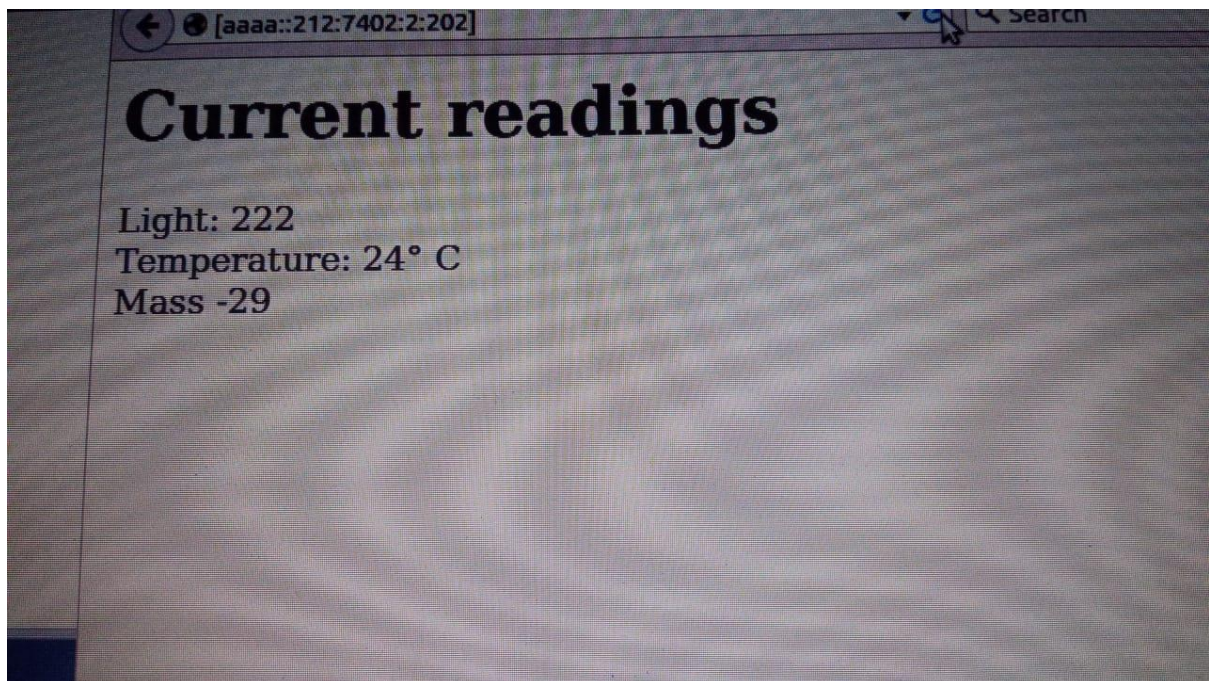 [aaaa::212:7402:2:202]
Search
Current readings
Light: 222
Temperature: 24° C
Mass -29